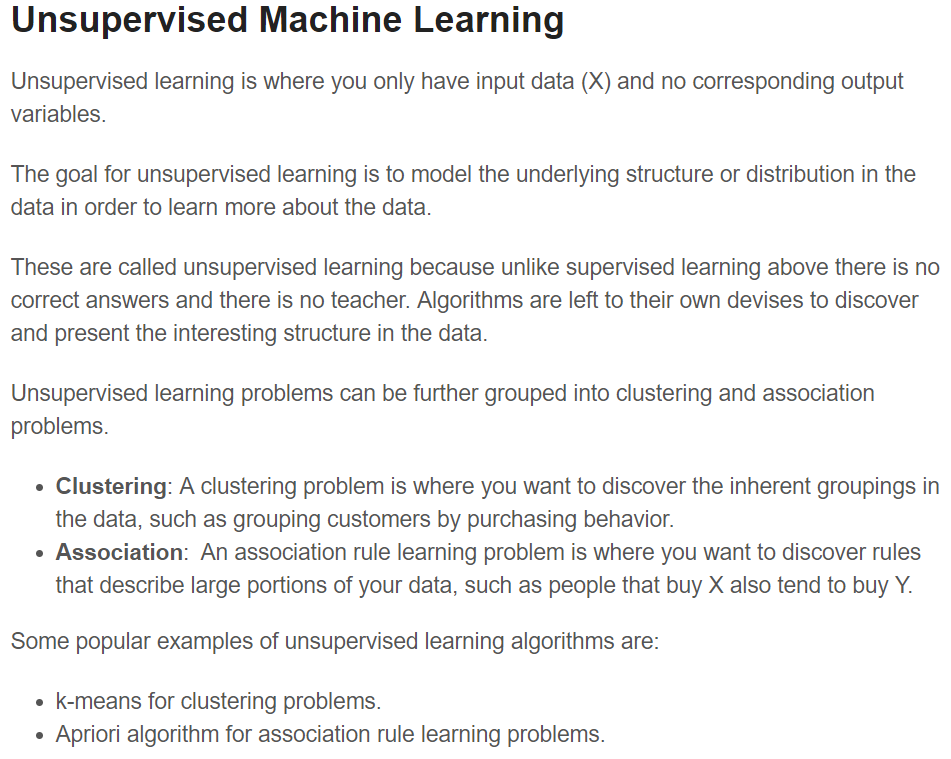 Unsupervised Machine Learning
Unsupervised learning is where you only have input data (X) and no corresponding output
variables.
The goal for unsupervised learning is to model the underlying structure or distribution in the
data in order to learn more about the data.
These are called unsupervised learning because unlike supervised learning above there is no
correct answers and there is no teacher. Algorithms are left to their own devises to discover
and present the interesting structure in the data.
Unsupervised learning problems can be further grouped into clustering and association
problems.
• Clustering: A clustering problem is where you want to discover the inherent groupings in
the data, such as grouping customers by purchasing behavior.
• Association:  An association rule learning problem is where you want to discover rules
that describe large portions of your data, such as people that buy X also tend to buy Y.
Some popular examples of unsupervised learning algorithms are:
• k-means for clustering problems.
• Apriori algorithm for association rule learning problems.